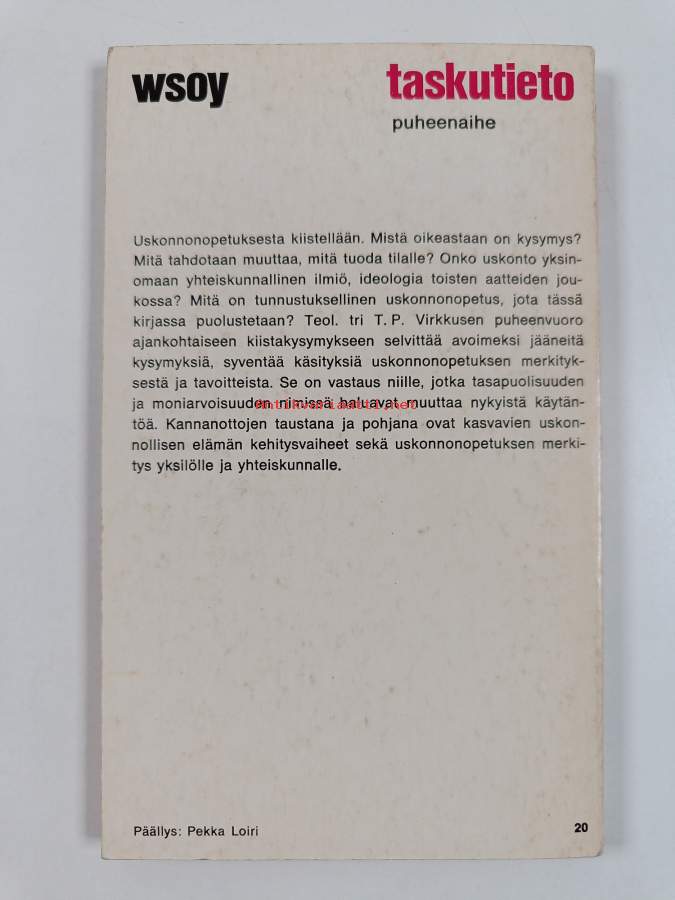 wsoy
taskutieto
puheenaihe
Uskonnonopetuksesta kiistellään. Mistä oikeastaan on kysymys?
Mitä tahdotaan muuttaa, mitä tuoda tilalle? Onko uskonto yksin-
omaan yhteiskunnallinen ilmiö, ideologia toisten aatteiden jou-
kossa? Mitä on tunnustuksellinen uskonnonopetus, jota tässä
kirjassa puolustetaan? Teol. tri T. P. Virkkusen puheenvuoro
ajankohtaiseen kiistakysymykseen selvittää avoimeksi jääneitä
kysymyksiä, syventää käsityksiä uskonnonopetuksen merkityk-
sestä ja tavoitteista. Se on vastaus niille, jotka tasapuolisuuden
ja moniarvoisuuden nimissä haluavat muuttaa nykyistä käytän-
Antikvariaatti.net
töä. Kannanottojen taustana ja pohjana ovat kasvavien uskon-
nollisen elämän kehitysvaiheet sekä uskonnonopetuksen merki-
tys yksilölle ja yhteiskunnalle.
Päällys: Pekka Loiri
20